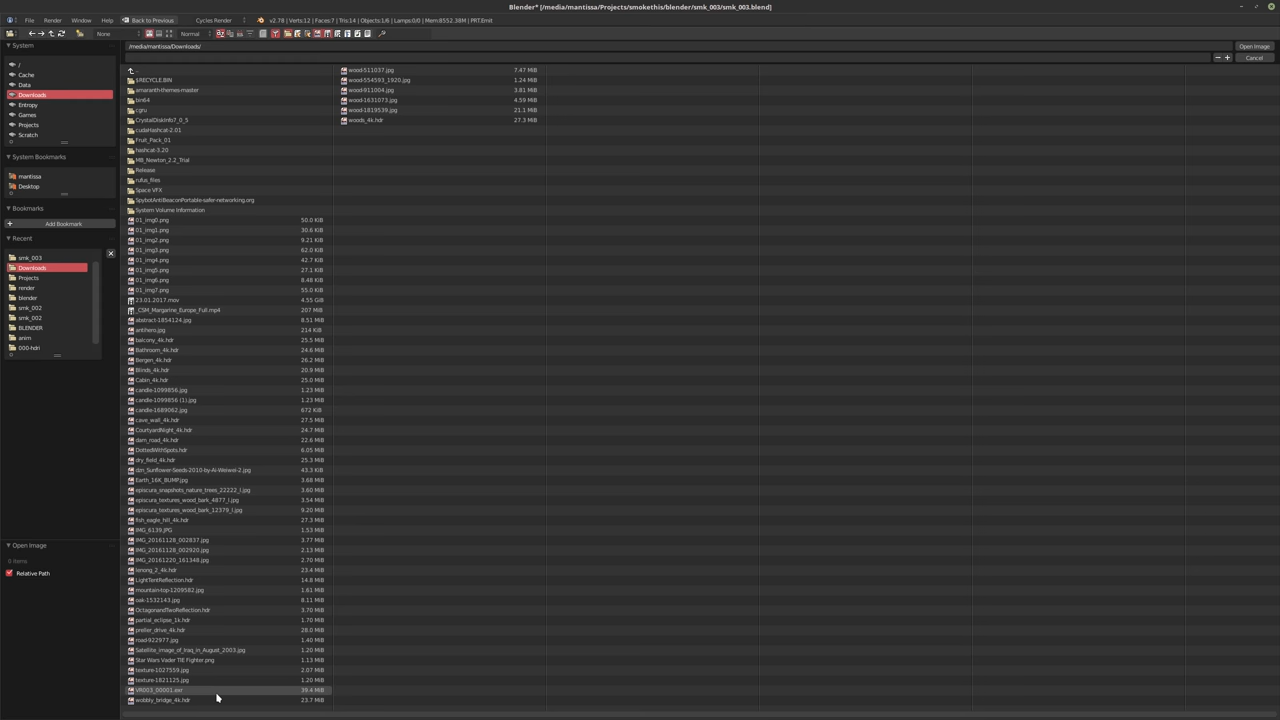 Blender* [/media/mantissa/Projects/smokethis/blender/smk_003/smk_003.blend]
File Render Window Help Back to Previous Cycles Render v2.78 | Verts:12 | Faces:7 | Tris:14 | Objects:1/6 | Lamps:0/0 | Mem:8552.38M | PRT.Emit
None Normal
System
/media/mantissa/Downloads/
Open Image
Cancel
/
Cache
Data
Downloads
Entropy
Games
Projects
Scratch
System Bookmarks
mantissa
Desktop
Bookmarks
Add Bookmark
Recent
smk_003
Downloads
Projects
render
blender
smk_002
smk_002
BLENDER
anim
000-hdri
Open Image
0 items
Relative Path
..
$RECYCLE.BIN
amaranth-themes-master
bin64
cgru
CrystalDiskInfo7_0_5
cudaHashcat-2.01
Fruit_Pack_01
hashcat-3.20
MB_Newton_2.2_Trial
Release
rufus_files
Space VFX
SpybotAntiBeaconPortable-safer-networking.org
System Volume Information
01_img0.png 50.0 KiB
01_img1.png 30.6 KiB
01_img2.png 9.21 KiB
01_img3.png 62.0 KiB
01_img4.png 42.7 KiB
01_img5.png 27.1 KiB
01_img6.png 8.48 KiB
01_img7.png 55.0 KiB
23.01.2017.mov 4.55 GiB
_CSM_Margarine_Europe_Full.mp4 207 MiB
abstract-1854124.jpg 8.51 MiB
antihero.jpg 214 KiB
balcony_4k.hdr 25.5 MiB
Bathroom_4k.hdr 24.6 MiB
Bergen_4k.hdr 26.2 MiB
Blinds_4k.hdr 20.9 MiB
Cabin_4k.hdr 25.0 MiB
candle-1099856.jpg 1.23 MiB
candle-1099856 (1).jpg 1.23 MiB
candle-1689062.jpg 672 KiB
cave_wall_4k.hdr 27.5 MiB
CourtyardNight_4k.hdr 24.7 MiB
dam_road_4k.hdr 22.6 MiB
DottedWithSpots.hdr 6.05 MiB
dry_field_4k.hdr 25.3 MiB
dzn_Sunflower-Seeds-2010-by-Ai-Weiwei-2.jpg 43.3 KiB
Earth_16K_BUMP.jpg 3.68 MiB
episcura_snapshots_nature_trees_22222_l.jpg 3.60 MiB
episcura_textures_wood_bark_4877_l.jpg 3.54 MiB
episcura_textures_wood_bark_12379_l.jpg 9.20 MiB
fish_eagle_hill_4k.hdr 27.3 MiB
IMG_6139.JPG 1.53 MiB
IMG_20161128_002837.jpg 3.77 MiB
IMG_20161128_002920.jpg 2.13 MiB
IMG_20161220_161348.jpg 2.70 MiB
lenong_2_4k.hdr 23.4 MiB
LightTentReflection.hdr 14.8 MiB
mountain-top-1209582.jpg 1.61 MiB
oak-1532143.jpg 8.11 MiB
OctagonandTwoReflection.hdr 3.70 MiB
partial_eclipse_1k.hdr 1.70 MiB
preller_drive_4k.hdr 28.0 MiB
road-922977.jpg 1.40 MiB
Satellite_image_of_Iraq_in_August_2003.jpg 1.20 MiB
Star Wars Vader TIE Fighter.png 1.13 MiB
texture-1027559.jpg 2.07 MiB
texture-1821125.jpg 1.20 MiB
VR003_00001.exr 39.4 MiB
wobbly_bridge_4k.hdr 23.7 MiB
wood-511037.jpg 7.47 MiB
wood-554593_1920.jpg 1.24 MiB
wood-911004.jpg 3.81 MiB
wood-1631073.jpg 4.59 MiB
wood-1819539.jpg 21.1 MiB
woods_4k.hdr 27.3 MiB